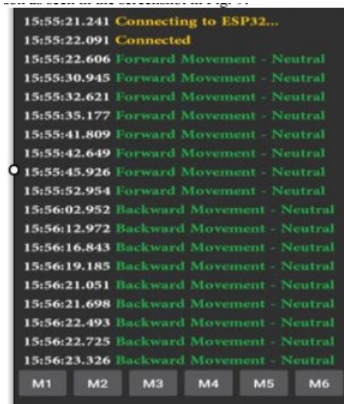 15:55:21.241 Connecting to ESP32...
15:55:22.091 Connected
15:55:22.606 Forward Movement - Neutral
15:55:30.945 Forward Movement - Neutral
15:55:32.621 Forward Movement - Neutral
15:55:35.177 Forward Movement - Neutral
15:55:41.809 Forward Movement - Neutral
15:55:42.649 Forward Movement - Neutral
15:55:45.926 Forward Movement - Neutral
15:55:52.954 Forward Movement - Neutral
15:56:02.952 Backward Movement - Neutral
15:56:12.972 Backward Movement - Neutral
15:56:16.843 Backward Movement - Neutral
15:56:19.185 Backward Movement - Neutral
15:56:21.051 Backward Movement - Neutral
15:56:21.698 Backward Movement - Neutral
15:56:22.493 Backward Movement - Neutral
15:56:22.725 Backward Movement - Neutral
15:56:23.326 Backward Movement - Neutral
M1 M2 M3 M4 M5 M6